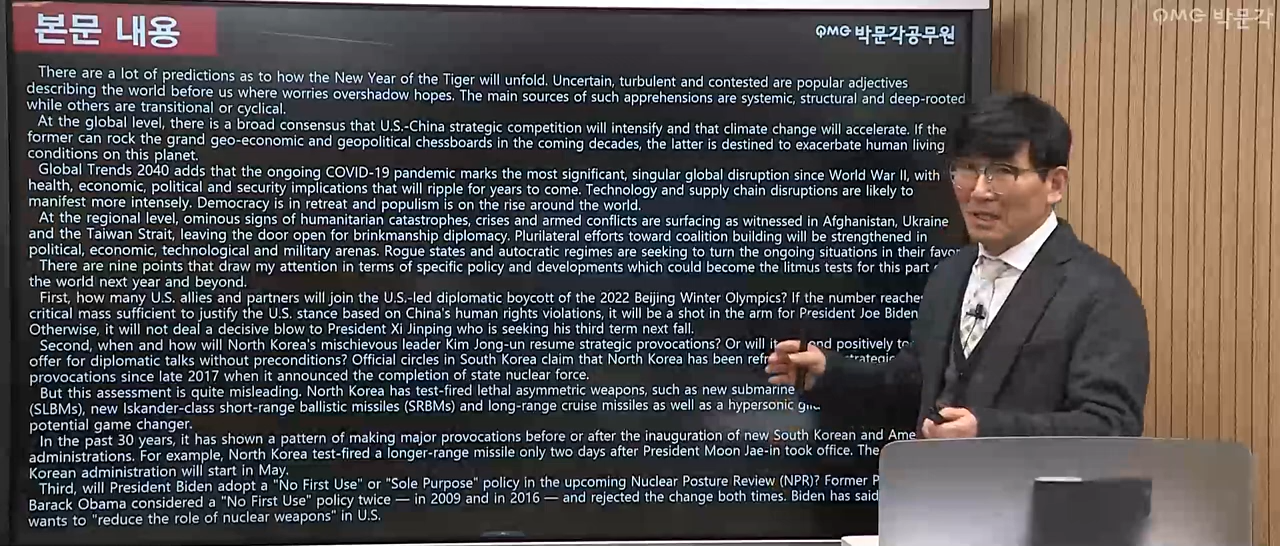 본문 내용
PMG 박문각공무원
PMG 박문각
There are a lot of predictions as to how the New Year of the Tiger will unfold. Uncertain, turbulent and contested are popular adjectives
describing the world before us where worries overshadow hopes. The main sources of such apprehensions are systemic, structural and deep-rooted
while others are transitional or cyclical.
At the global level, there is a broad consensus that U.S.-China strategic competition will intensify and that climate change will accelerate. If the
former can rock the grand geo-economic and geopolitical chessboards in the coming decades, the latter is destined to exacerbate human living
conditions on this planet.
Global Trends 2040 adds that the ongoing COVID-19 pandemic marks the most significant, singular global disruption since World War II, with
health, economic, political and security implications that will ripple for years to come. Technology and supply chain disruptions are likely to
manifest more intensely. Democracy is in retreat and populism is on the rise around the world.
At the regional level, ominous signs of humanitarian catastrophes, crises and armed conflicts are surfacing as witnessed in Afghanistan, Ukraine
and the Taiwan Strait, leaving the door open for brinkmanship diplomacy. Plurilateral efforts toward coalition building will be strengthened in
political, economic, technological and military arenas. Rogue states and autocratic regimes are seeking to turn the ongoing situations in their favor
There are nine points that draw my attention in terms of specific policy and developments which could become the litmus tests for this part
the world next year and beyond.
First, how many U.S. allies and partners will join the U.S.-led diplomatic boycott of the 2022 Beijing Winter Olympics? If the number reache
critical mass sufficient to justify the U.S. stance based on China's human rights violations, it will be a shot in the arm for President Joe Biden
Otherwise, it will not deal a decisive blow to President Xi Jinping who is seeking his third term next fall.
Second, when and how will North Korea's mischievous leader Kim Jong-un resume strategic provocations? Or will it ond positively to
offer for diplomatic talks without preconditions? Official circles in South Korea claim that North Korea has been refr strategic
provocations since late 2017 when it announced the completion of state nuclear force.
But this assessment is quite misleading. North Korea has test-fired lethal asymmetric weapons, such as new submarine
(SLBMs), new Iskander-class short-range ballistic missiles (SRBMs) and long-range cruise missiles as well as a hypersonic gli
potential game changer.
In the past 30 years, it has shown a pattern of making major provocations before or after the inauguration of new South Korean and Ame
administrations. For example, North Korea test-fired a longer-range missile only two days after President Moon Jae-in took office. The
Korean administration will start in May.
Third, will President Biden adopt a "No First Use" or "Sole Purpose" policy in the upcoming Nuclear Posture Review (NPR)? Former P
Barack Obama considered a "No First Use" policy twice — in 2009 and in 2016 — and rejected the change both times. Biden has said
wants to "reduce the role of nuclear weapons" in U.S.